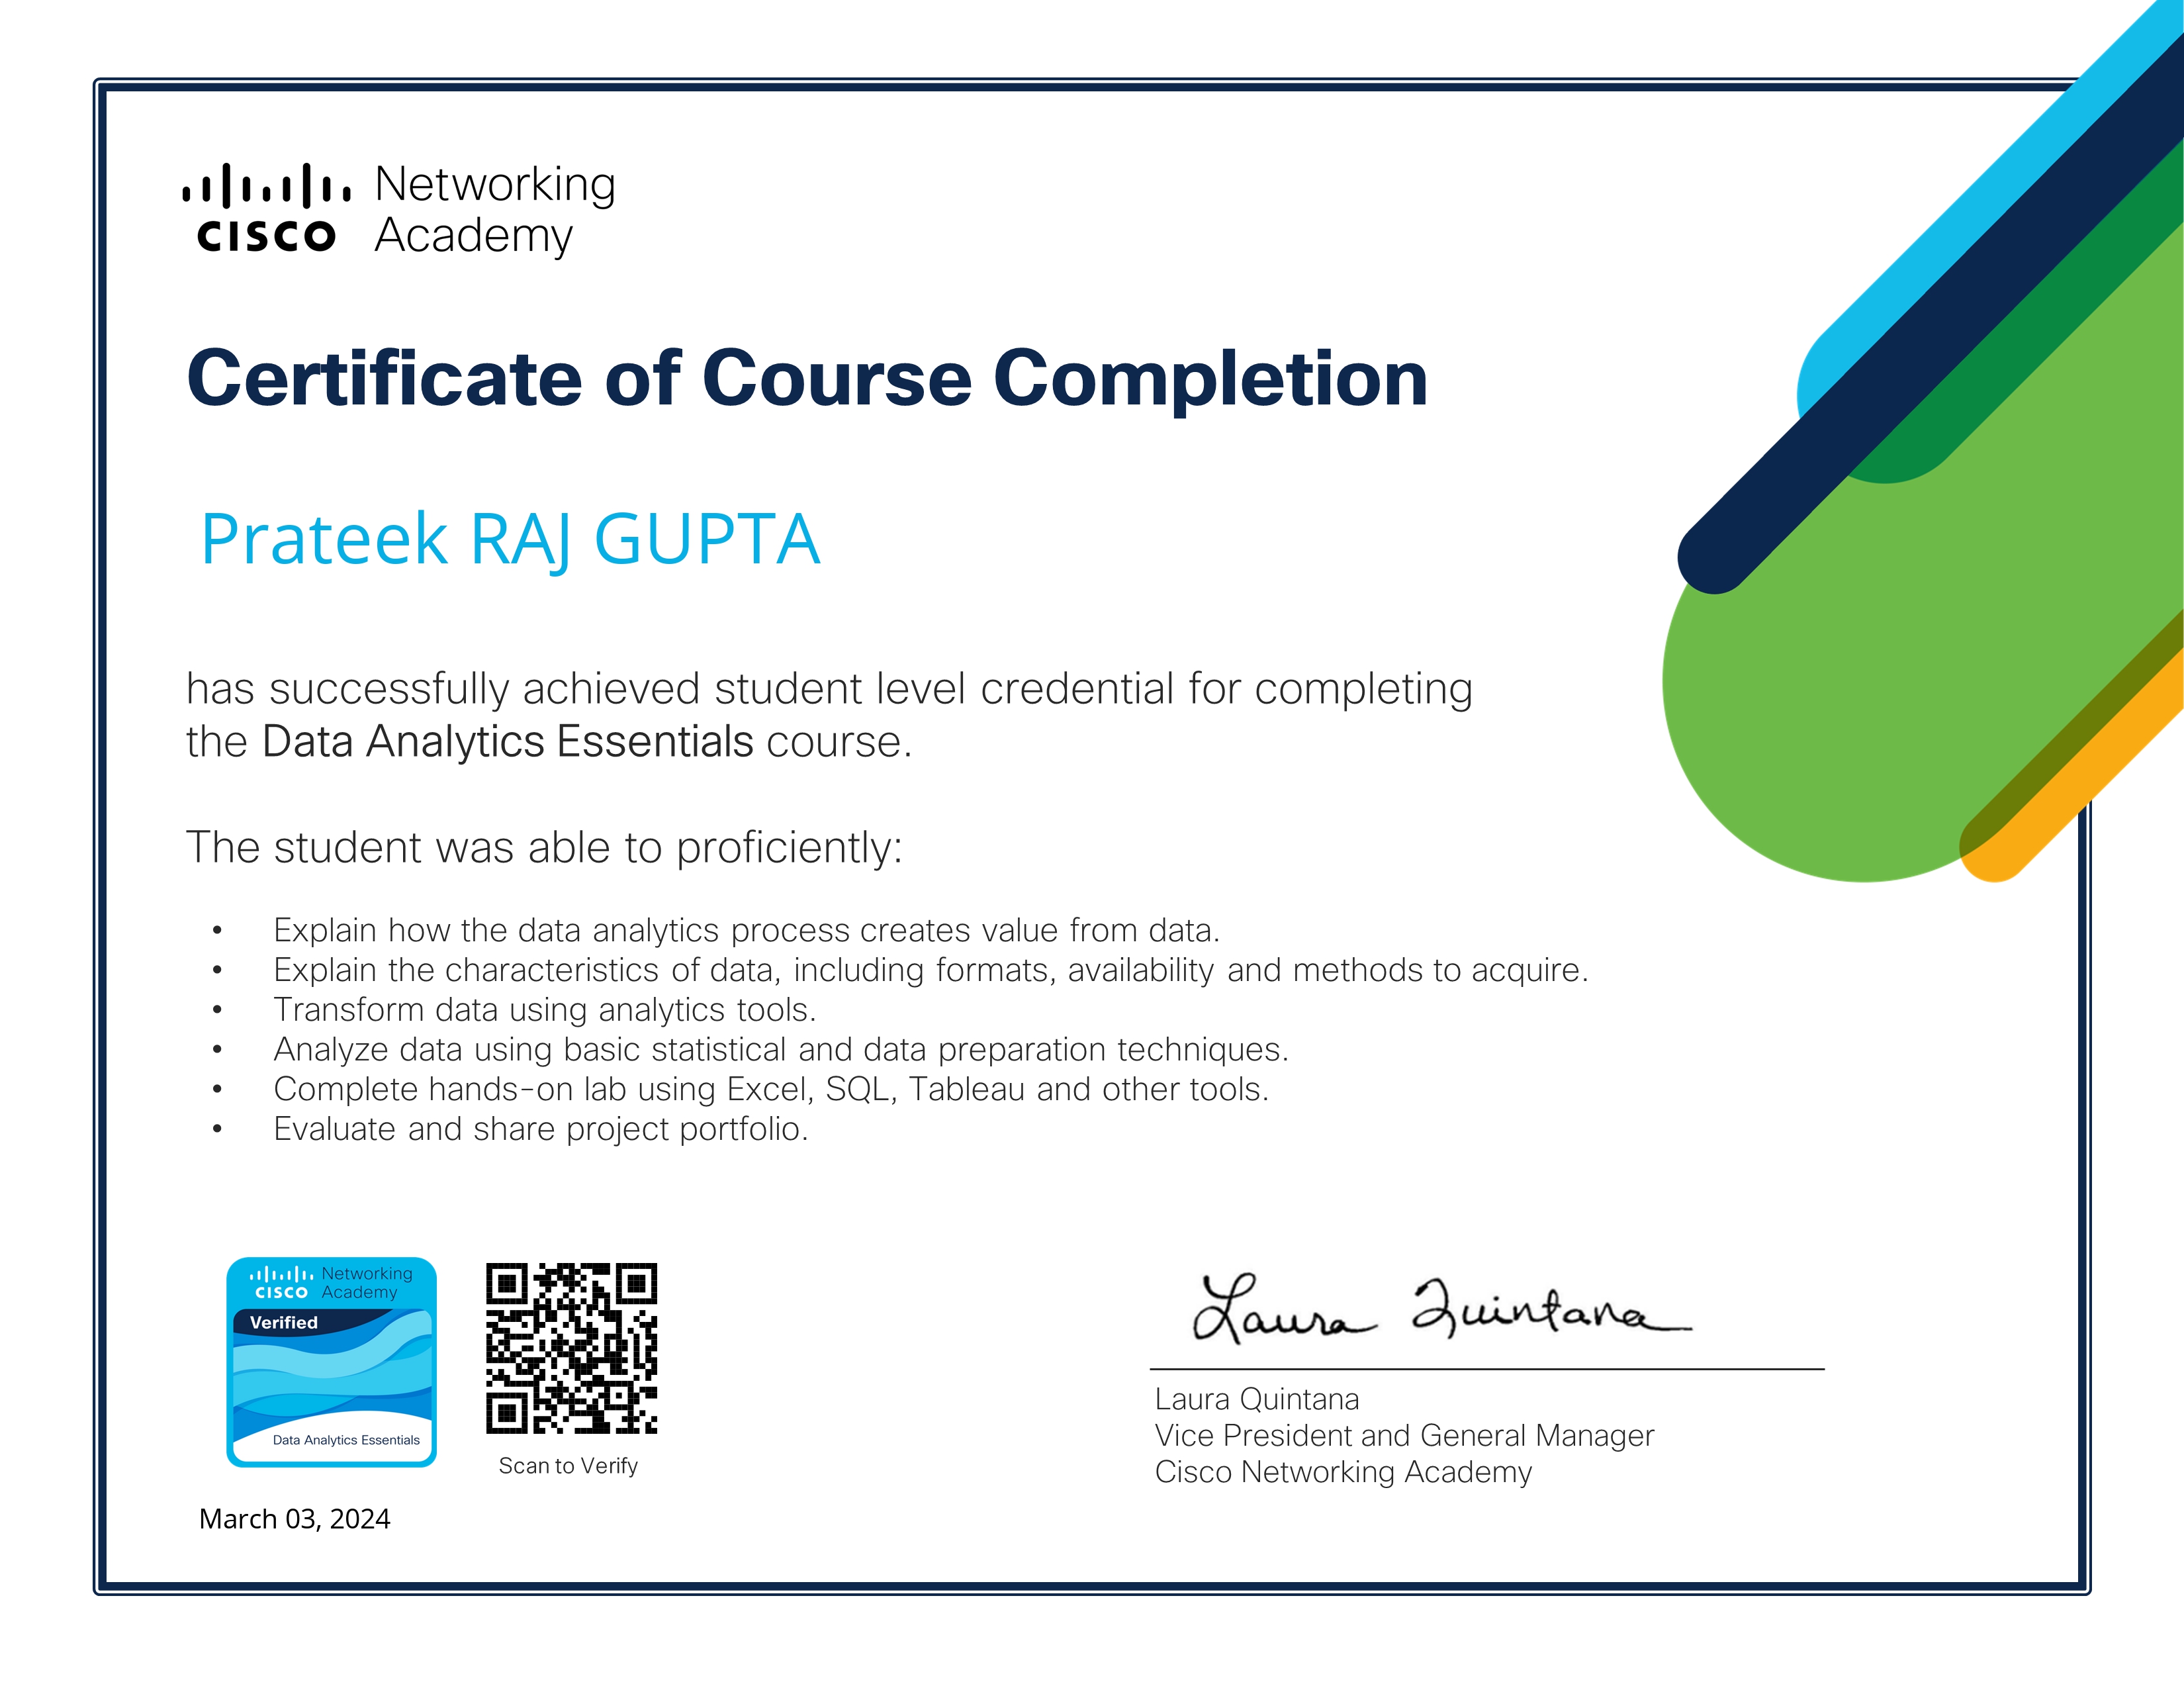 CISCO
Networking
Academy
Certificate of Course Completion
Prateek RAJ GUPTA
has successfully achieved student level credential for completing
the Data Analytics Essentials course.
The student was able to proficiently:
• Explain how the data analytics process creates value from data.
• Explain the characteristics of data, including formats, availability and methods to acquire.
• Transform data using analytics tools.
• Analyze data using basic statistical and data preparation techniques.
• Complete hands-on lab using Excel, SQL, Tableau and other tools.
• Evaluate and share project portfolio.
CISCO
Networking
Academy
Verified
Data Analytics Essentials
Scan to Verify
March 03, 2024
Laura Quintana
Laura Quintana
Vice President and General Manager
Cisco Networking Academy